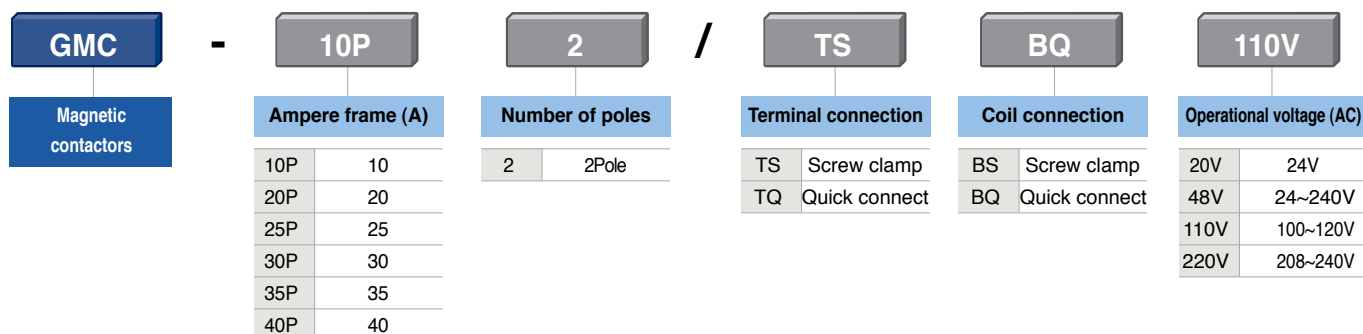 GMC - 10P 2 / TS BQ 110V
Magnetic
contactors
Ampere frame (A)
10P 10
20P 20
25P 25
30P 30
35P 35
40P 40
Number of poles
2 2Pole
Terminal connection
TS Screw clamp
TQ Quick connect
Coil connection
BS Screw clamp
BQ Quick connect
Operational voltage (AC)
20V 24V
48V 24~240V
110V 100~120V
220V 208~240V